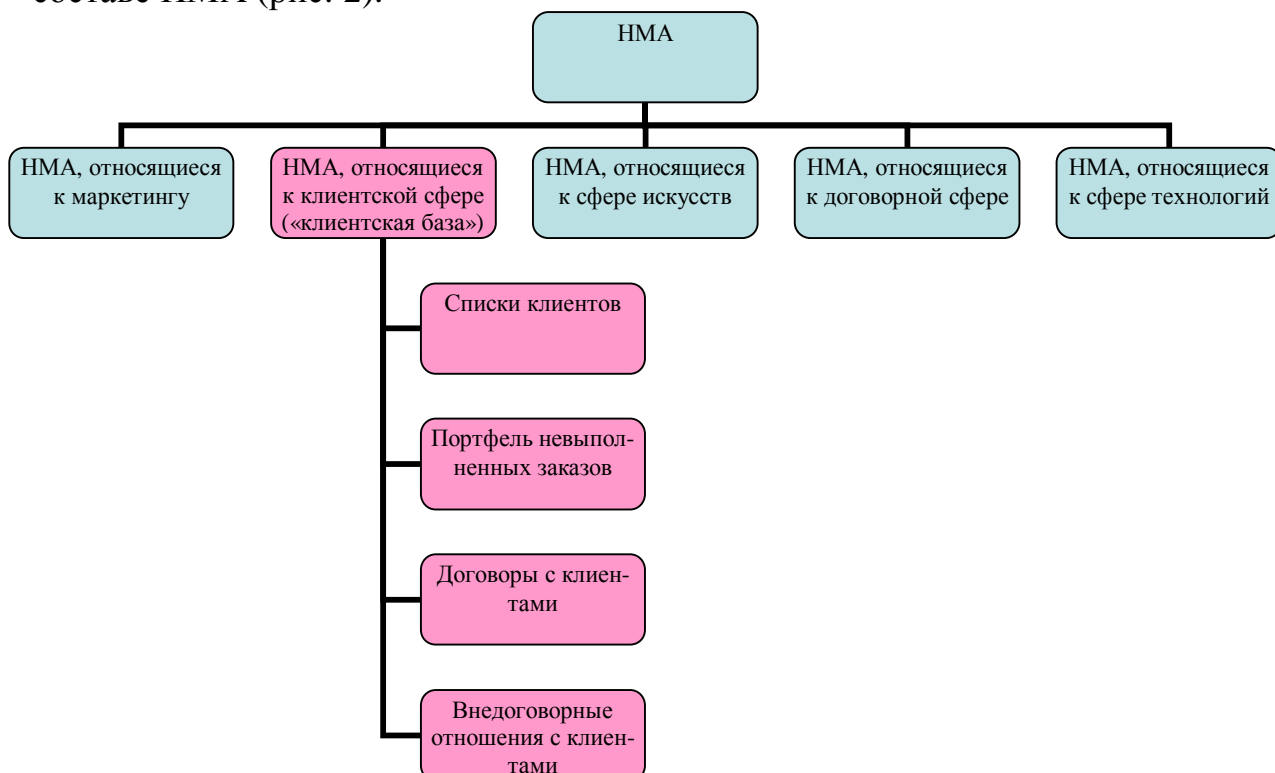 составе НМА (рис. 2).
НМА
НМА, относящиеся
к маркетингу
НМА, относящиеся
к клиентской сфере
(«клиентская база»)
НМА, относящиеся
к сфере искусств
НМА, относящиеся
к договорной сфере
НМА, относящиеся
к сфере технологий
Списки клиентов
Портфель невыпол-
ненных заказов
Договоры с клиен-
тами
Внедоговорные
отношения с клиен-
тами